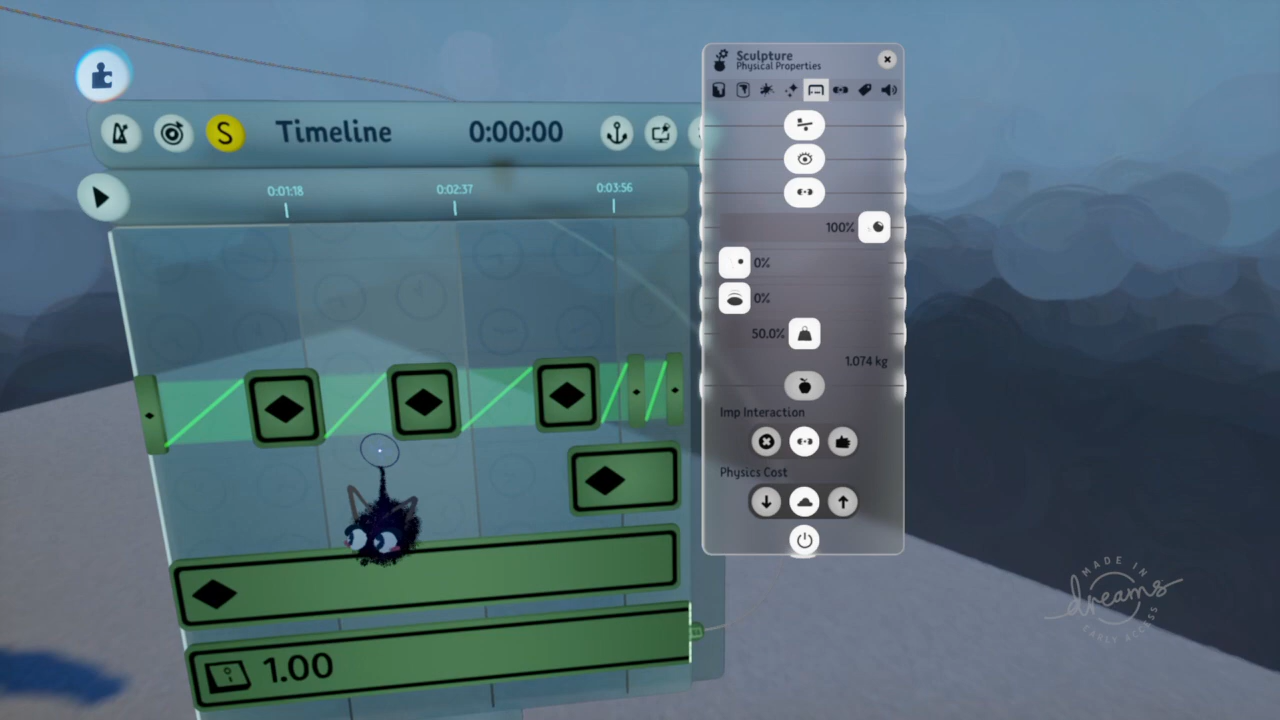 S Timeline 0:00:00
0:01:18 0:02:37 0:03:56
1.00
Sculpture
Physical Properties
100%
0%
0%
50.0%
1.074 kg
Imp Interaction
Physics Cost
MADE IN
dreams
EARLY ACCESS